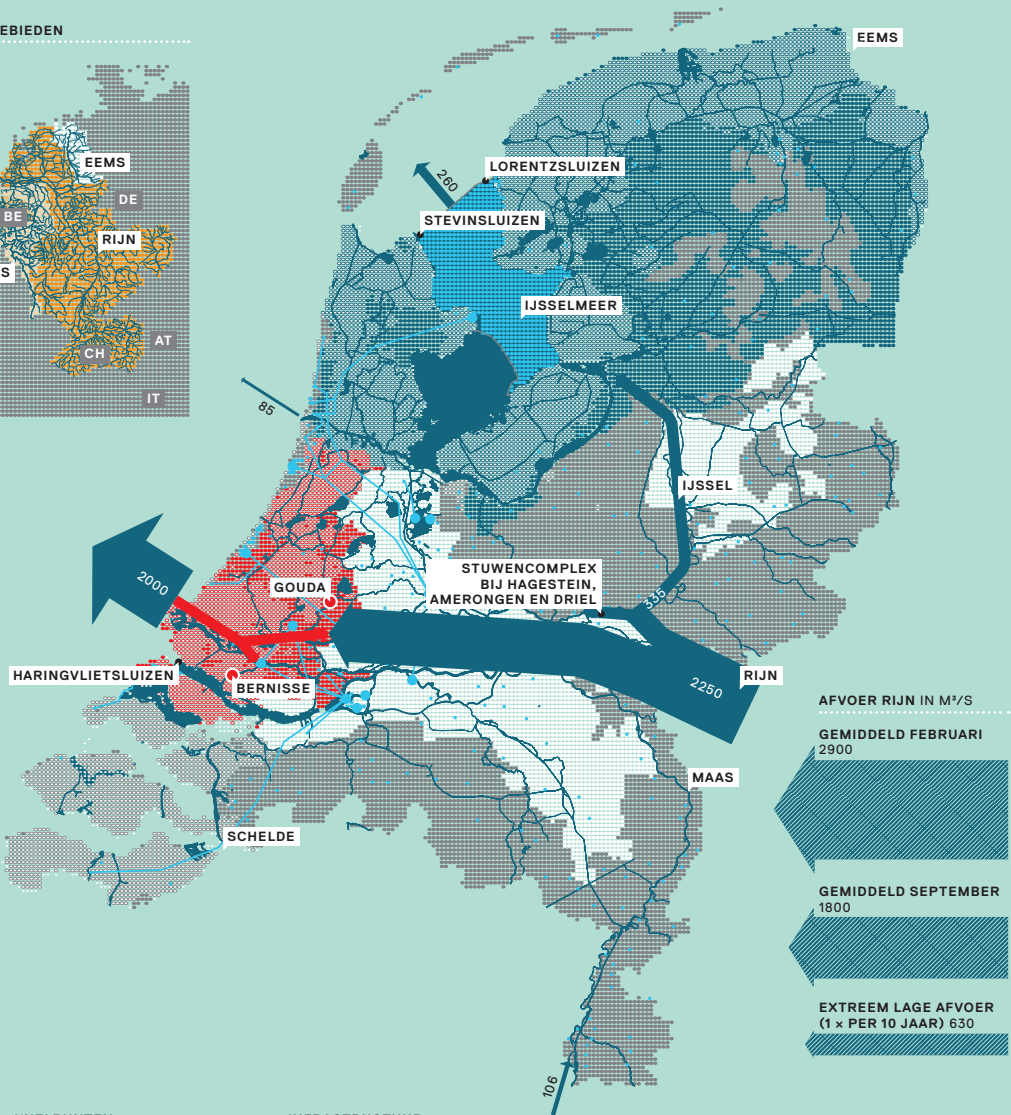 EBIEDEN
EEMS
DE
BE
RIJN
S
AT
CH
IT
EEMS
LORENTZSLUIZEN
260
STEVINSLUIZEN
IJSSELMEER
85
IJSSEL
STUWENCOMPLEX
BIJ HAGESTEIN,
AMERONGEN EN DRIEL
2000
GOUDA
335
HARINGVLIETSLUIZEN
BERNISSE
RIJN
2250
MAAS
SCHELDE
106
AFVOER RIJN IN M³/S
GEMIDDELD FEBRUARI
2900
GEMIDDELD SEPTEMBER
1800
EXTREEM LAGE AFVOER
(1 × PER 10 JAAR) 630